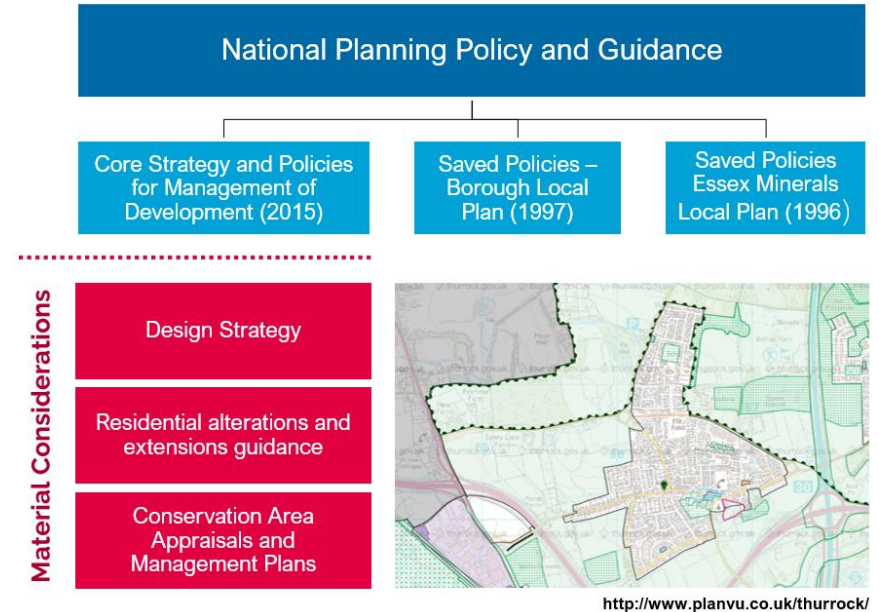 National Planning Policy and Guidance
Core Strategy and Policies
for Management of
Development (2015)
Saved Policies –
Borough Local
Plan (1997)
Saved Policies
Essex Minerals
Local Plan (1996)
Material Considerations
Design Strategy
Residential alterations and
extensions guidance
Conservation Area
Appraisals and
Management Plans
http://www.planvu.co.uk/thurrock/